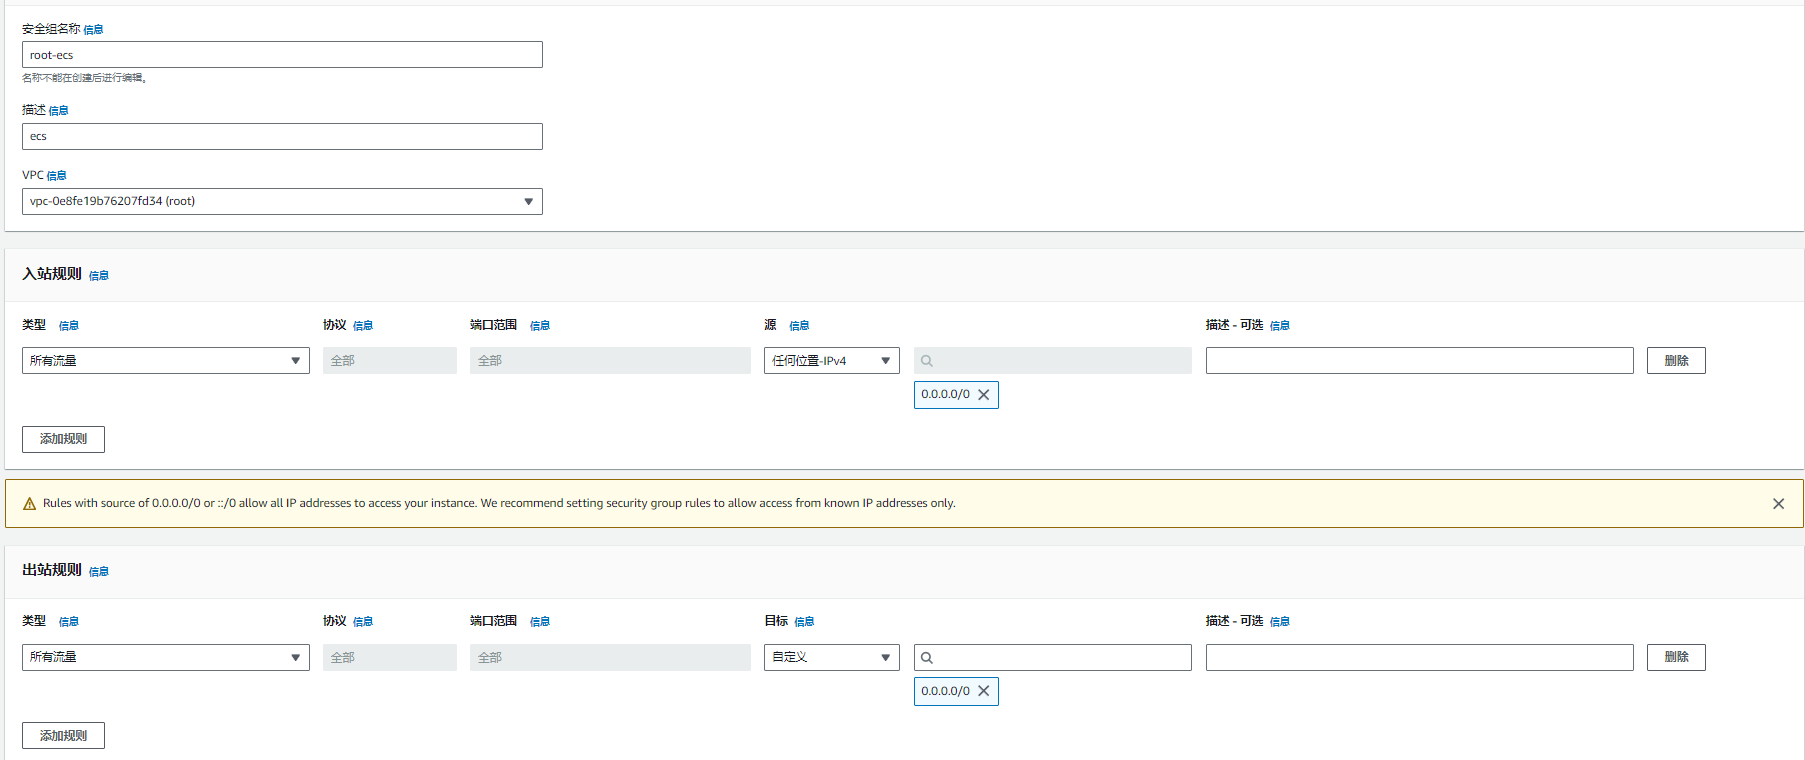 安全组名称 信息
root-ecs
名称不能在创建后进行编辑。
描述 信息
ecs
VPC 信息
vpc-0e8fe19b76207fd34 (root)
入站规则 信息
类型 信息 协议 信息 端口范围 信息 源 信息 描述 - 可选 信息
所有流量 全部 全部 任何位置-IPv4 删除
0.0.0.0/0
添加规则
Rules with source of 0.0.0.0/0 or ::/0 allow all IP addresses to access your instance. We recommend setting security group rules to allow access from known IP addresses only.
出站规则 信息
类型 信息 协议 信息 端口范围 信息 目标 信息 描述 - 可选 信息
所有流量 全部 全部 自定义 删除
0.0.0.0/0
添加规则